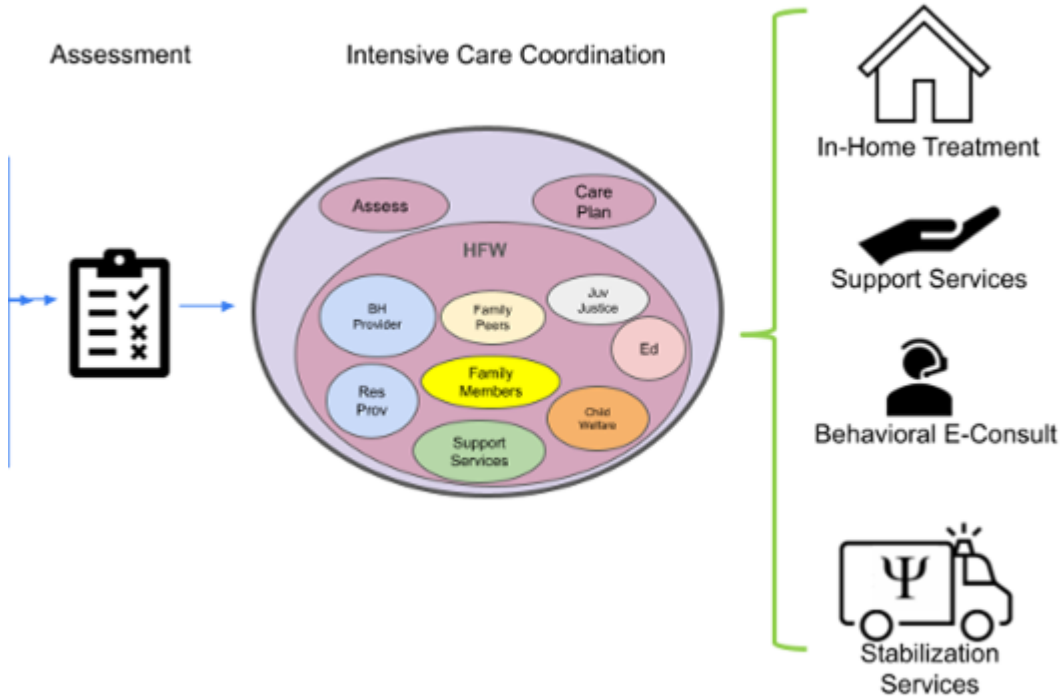 Assessment
Intensive Care Coordination
Assess
Care
Plan
HFW
BH
Provider
Family
Peers
Juv
Justice
Ed
Family
Members
Res
Prov
Child
Welfare
Support
Services
In-Home Treatment
Support Services
Behavioral E-Consult
Ψ
Stabilization
Services